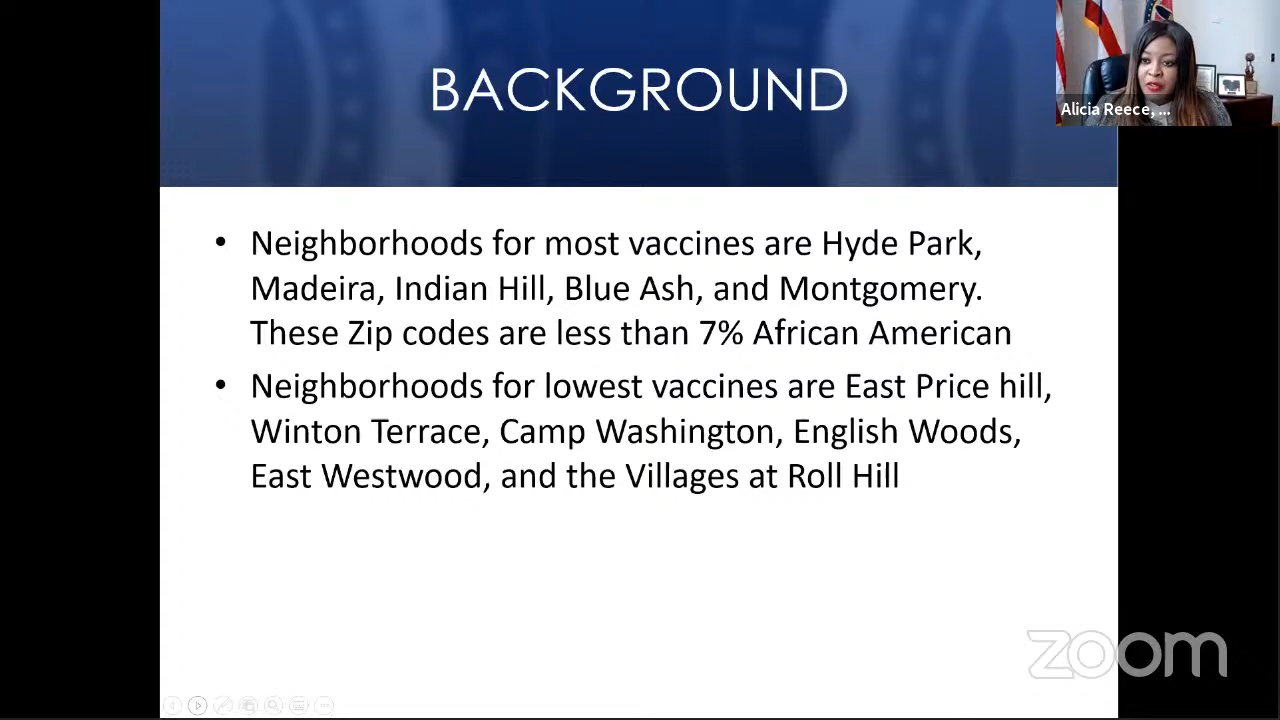 BACKGROUND
Alicia Reece, ...
• Neighborhoods for most vaccines are Hyde Park,
Madeira, Indian Hill, Blue Ash, and Montgomery.
These Zip codes are less than 7% African American
• Neighborhoods for lowest vaccines are East Price hill,
Winton Terrace, Camp Washington, English Woods,
East Westwood, and the Villages at Roll Hill
zoom